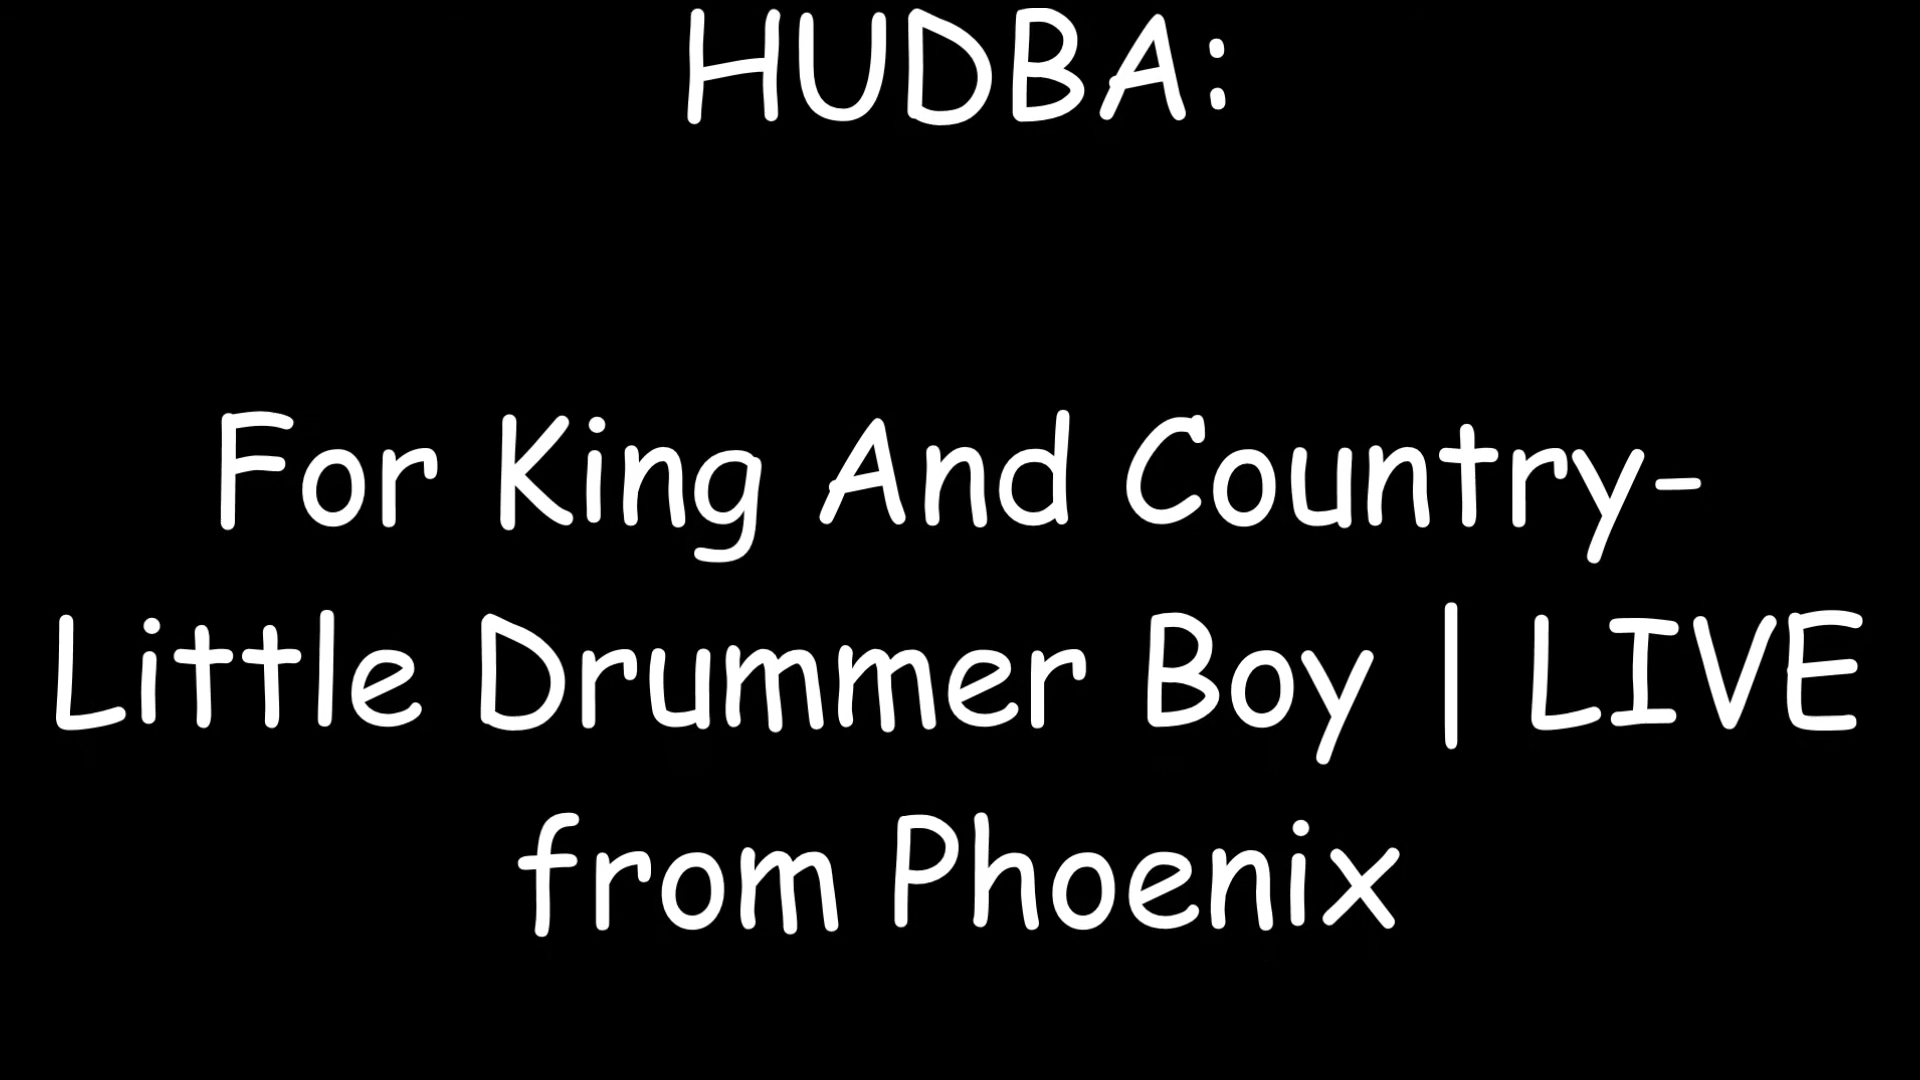 HUDBA:
For King And Country-
Little Drummer Boy | LIVE
from Phoenix